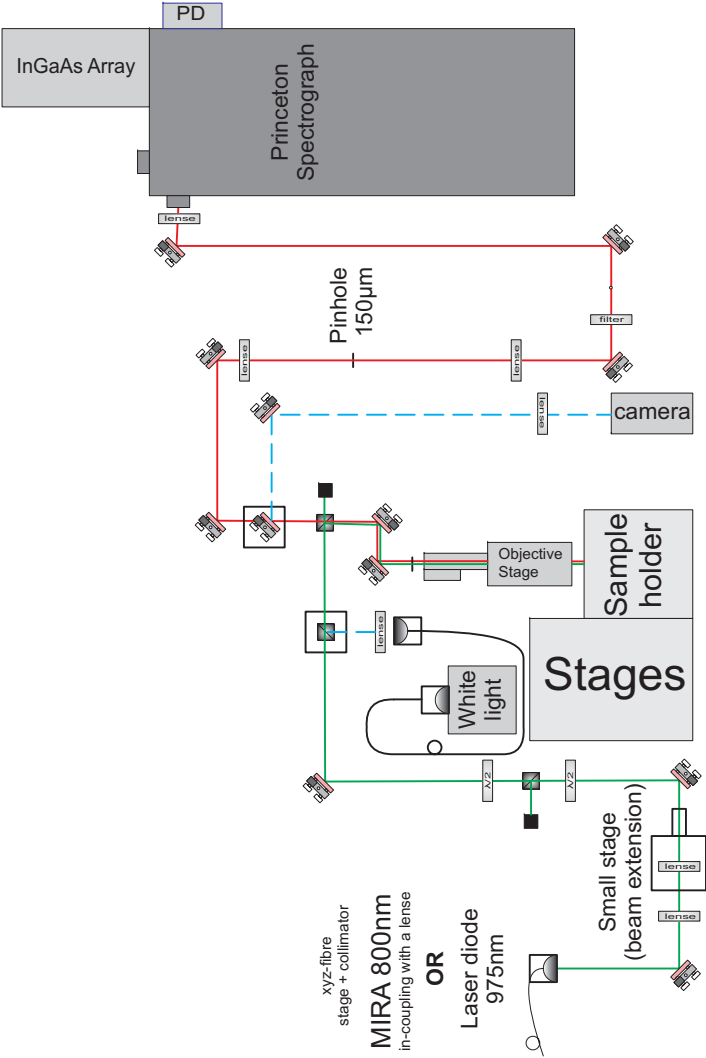 PD
InGaAs Array
Princeton
Spectrograph
lense
filter
Pinhole
150µm
lense
lense
lense
camera
Objective
Stage
Sample
holder
lense
White
light
Stages
λ/2
λ/2
Small stage
(beam extension)
lense
lense
xyz-fibre
stage + collimator
MIRA 800nm
in-coupling with a lense
OR
Laser diode
975nm